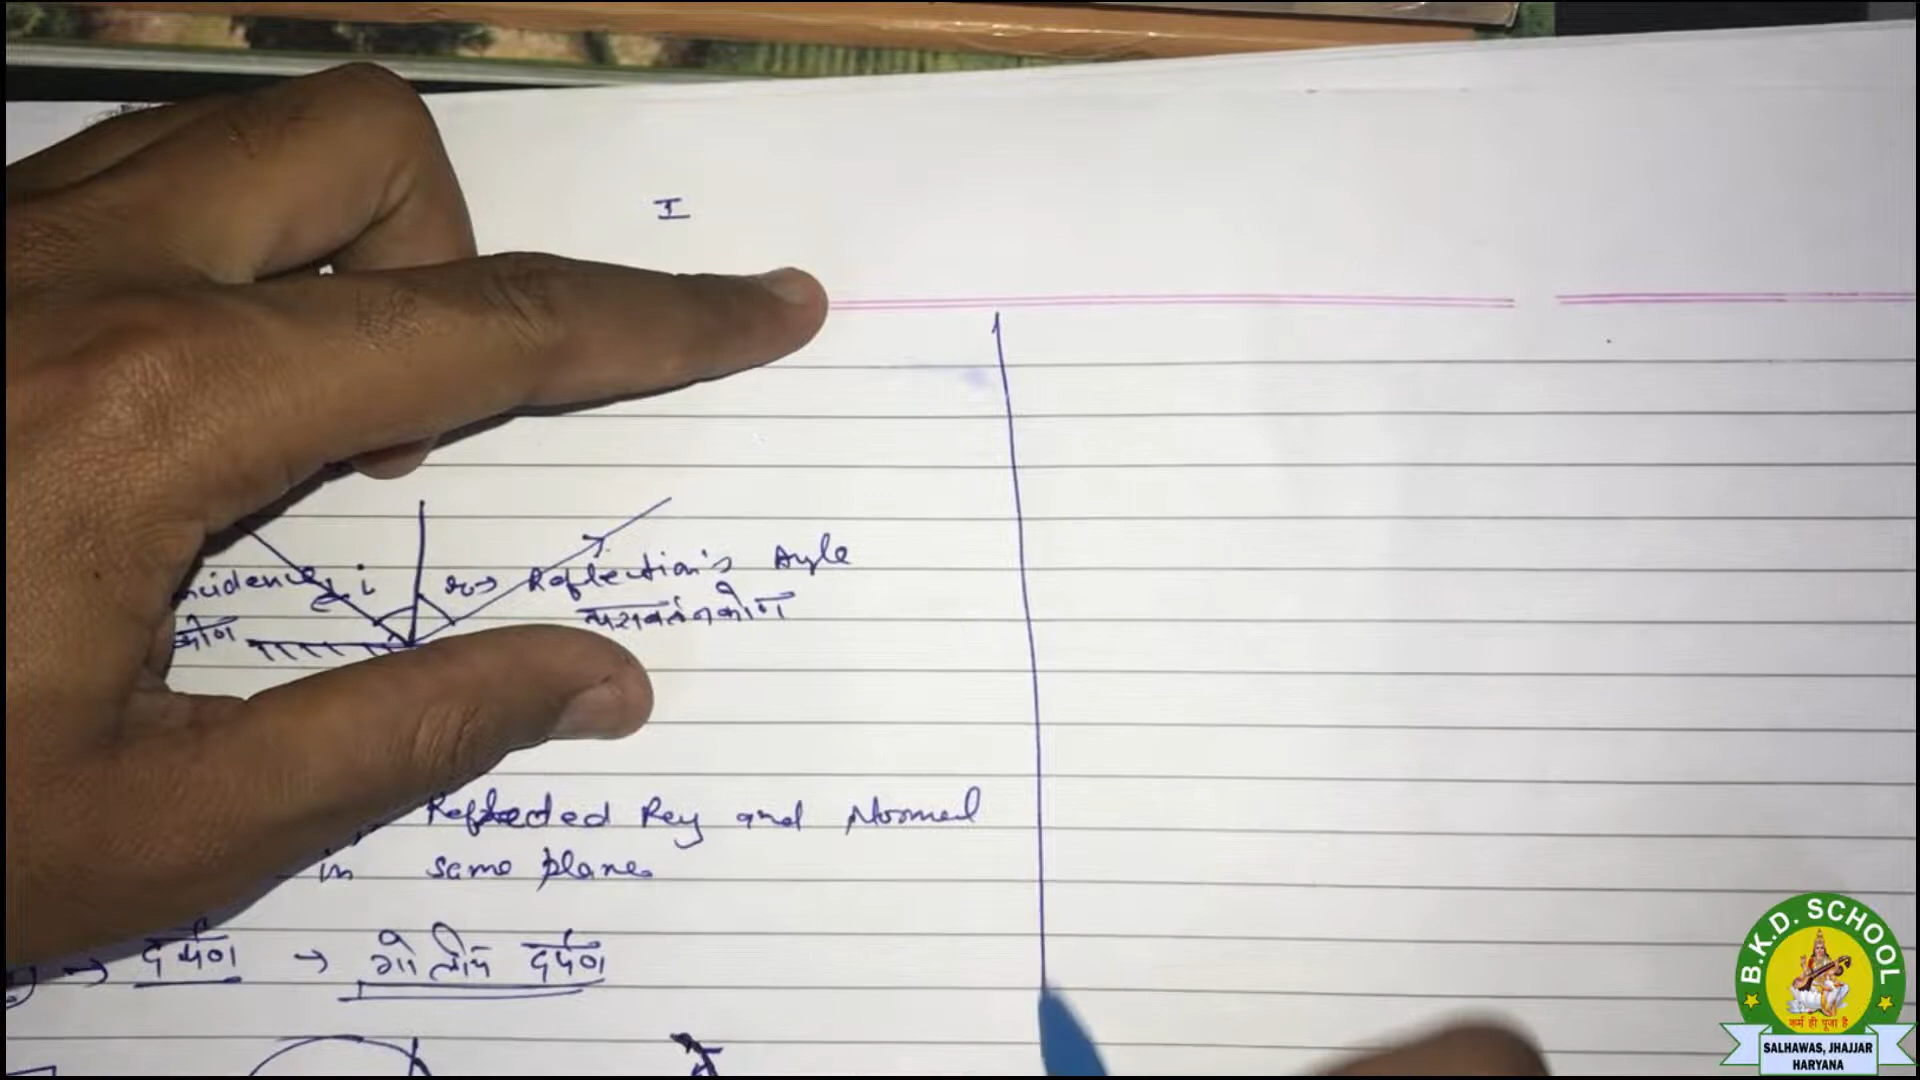 I
ncidence i r→ Reflection's Angle
कोण परावर्तन कोण
Reflected Ray and Normal
in same plane.
→ दर्पण → गोलीय दर्पण
B.K.D. SCHOOL
कर्म ही पूजा है
SALHAWAS, JHAJJAR
HARYANA